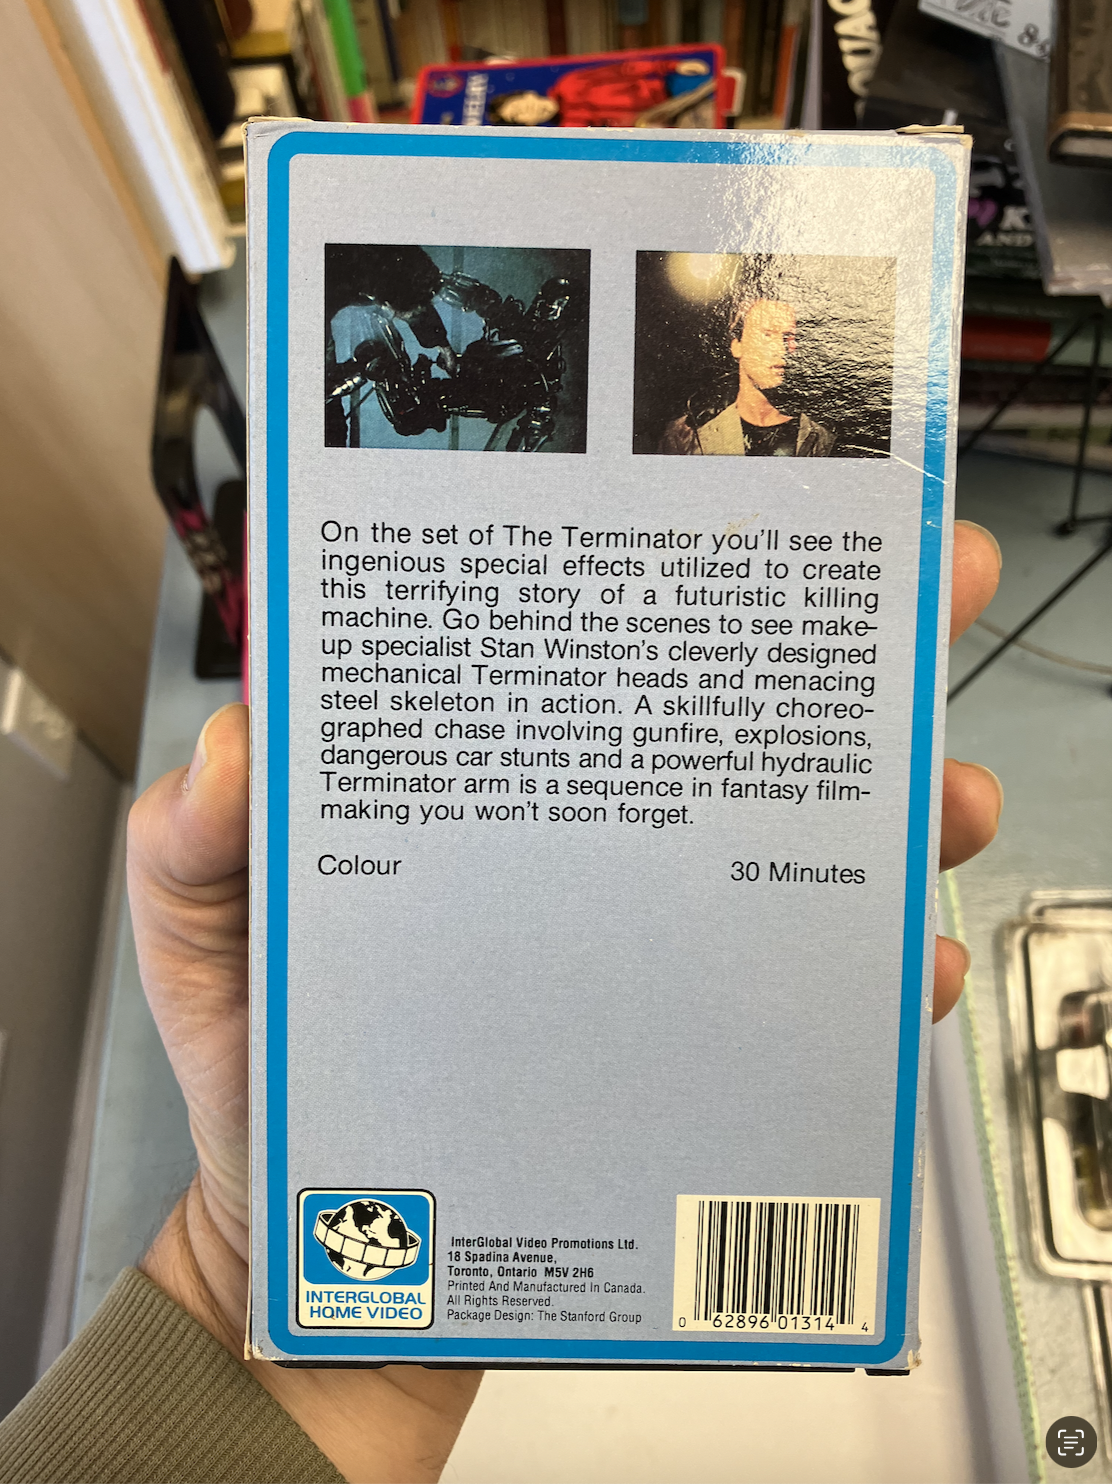 On the set of The Terminator you'll see the
ingenious special effects utilized to create
this terrifying story of a futuristic killing
machine. Go behind the scenes to see make-
up specialist Stan Winston's cleverly designed
mechanical Terminator heads and menacing
steel skeleton in action. A skillfully choreo-
graphed chase involving gunfire, explosions,
dangerous car stunts and a powerful hydraulic
Terminator arm is a sequence in fantasy film-
making you won't soon forget.
Colour 30 Minutes
INTERGLOBAL
HOME VIDEO
InterGlobal Video Promotions Ltd.
18 Spadina Avenue,
Toronto, Ontario M5V 2H6
Printed And Manufactured In Canada.
All Rights Reserved.
Package Design: The Stanford Group
0 62896 01314 4
K
AND